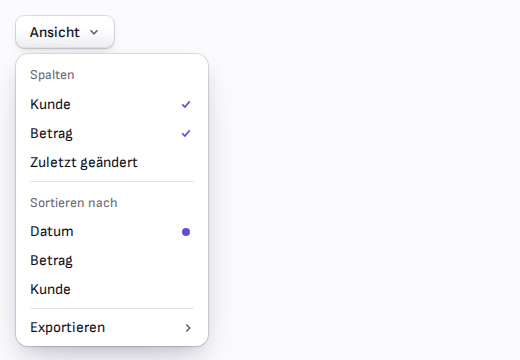 Ansicht
Spalten
Kunde
Betrag
Zuletzt geändert
Sortieren nach
Datum
Betrag
Kunde
Exportieren